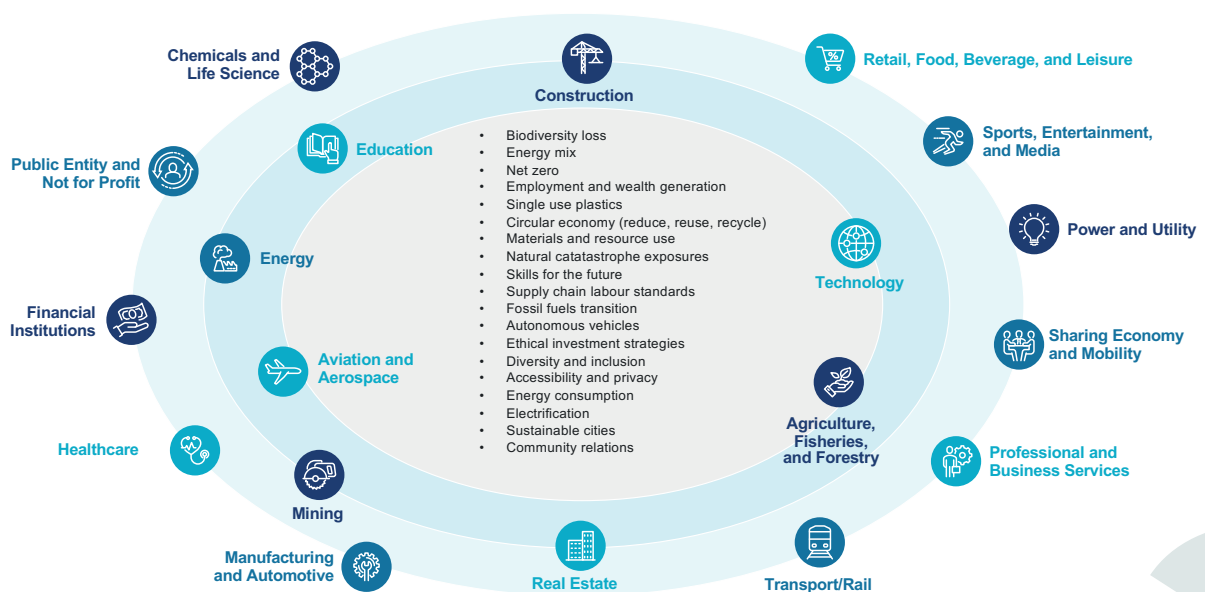 Chemicals and
Life Science
Construction
Retail, Food, Beverage, and Leisure
Education
Sports, Entertainment,
and Media
Public Entity and
Not for Profit
Power and Utility
Energy
Technology
Financial
Institutions
Sharing Economy
and Mobility
Aviation and
Aerospace
Agriculture,
Fisheries,
and Forestry
Healthcare
Professional and
Business Services
Mining
Manufacturing
and Automotive
Real Estate
Transport/Rail
• Biodiversity loss
• Energy mix
• Net zero
• Employment and wealth generation
• Single use plastics
• Circular economy (reduce, reuse, recycle)
• Materials and resource use
• Natural catatastrophe exposures
• Skills for the future
• Supply chain labour standards
• Fossil fuels transition
• Autonomous vehicles
• Ethical investment strategies
• Diversity and inclusion
• Accessibility and privacy
• Energy consumption
• Electrification
• Sustainable cities
• Community relations
%